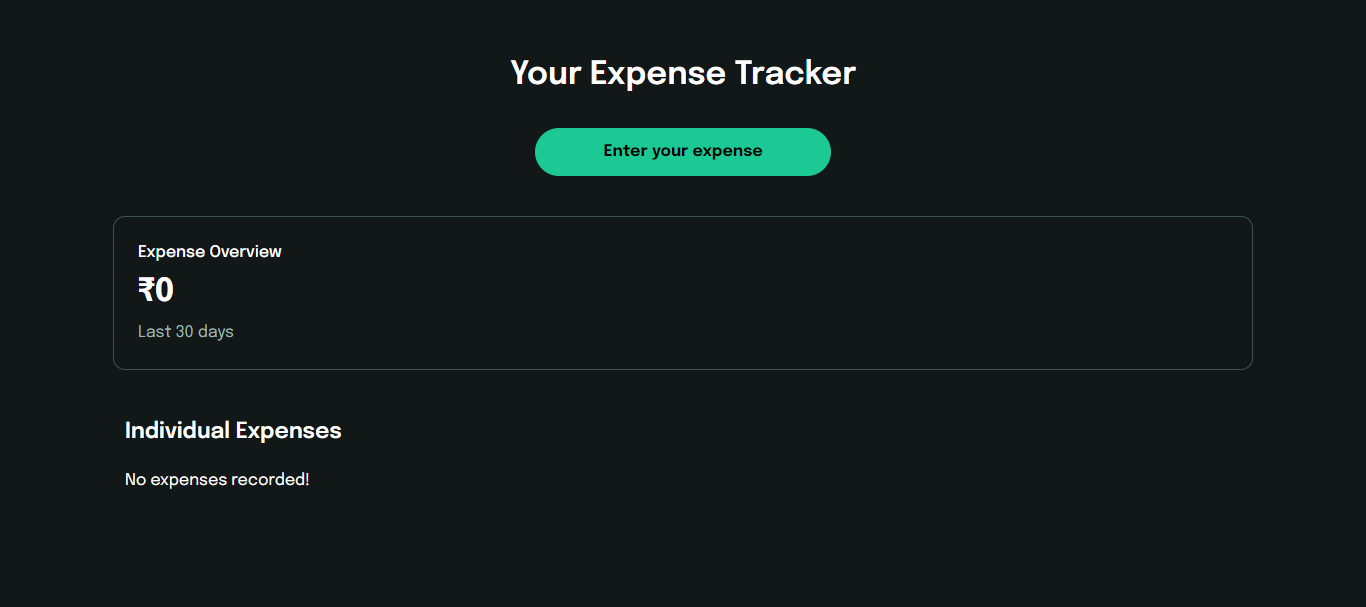 Your Expense Tracker
Enter your expense
Expense Overview
₹0
Last 30 days
Individual Expenses
No expenses recorded!